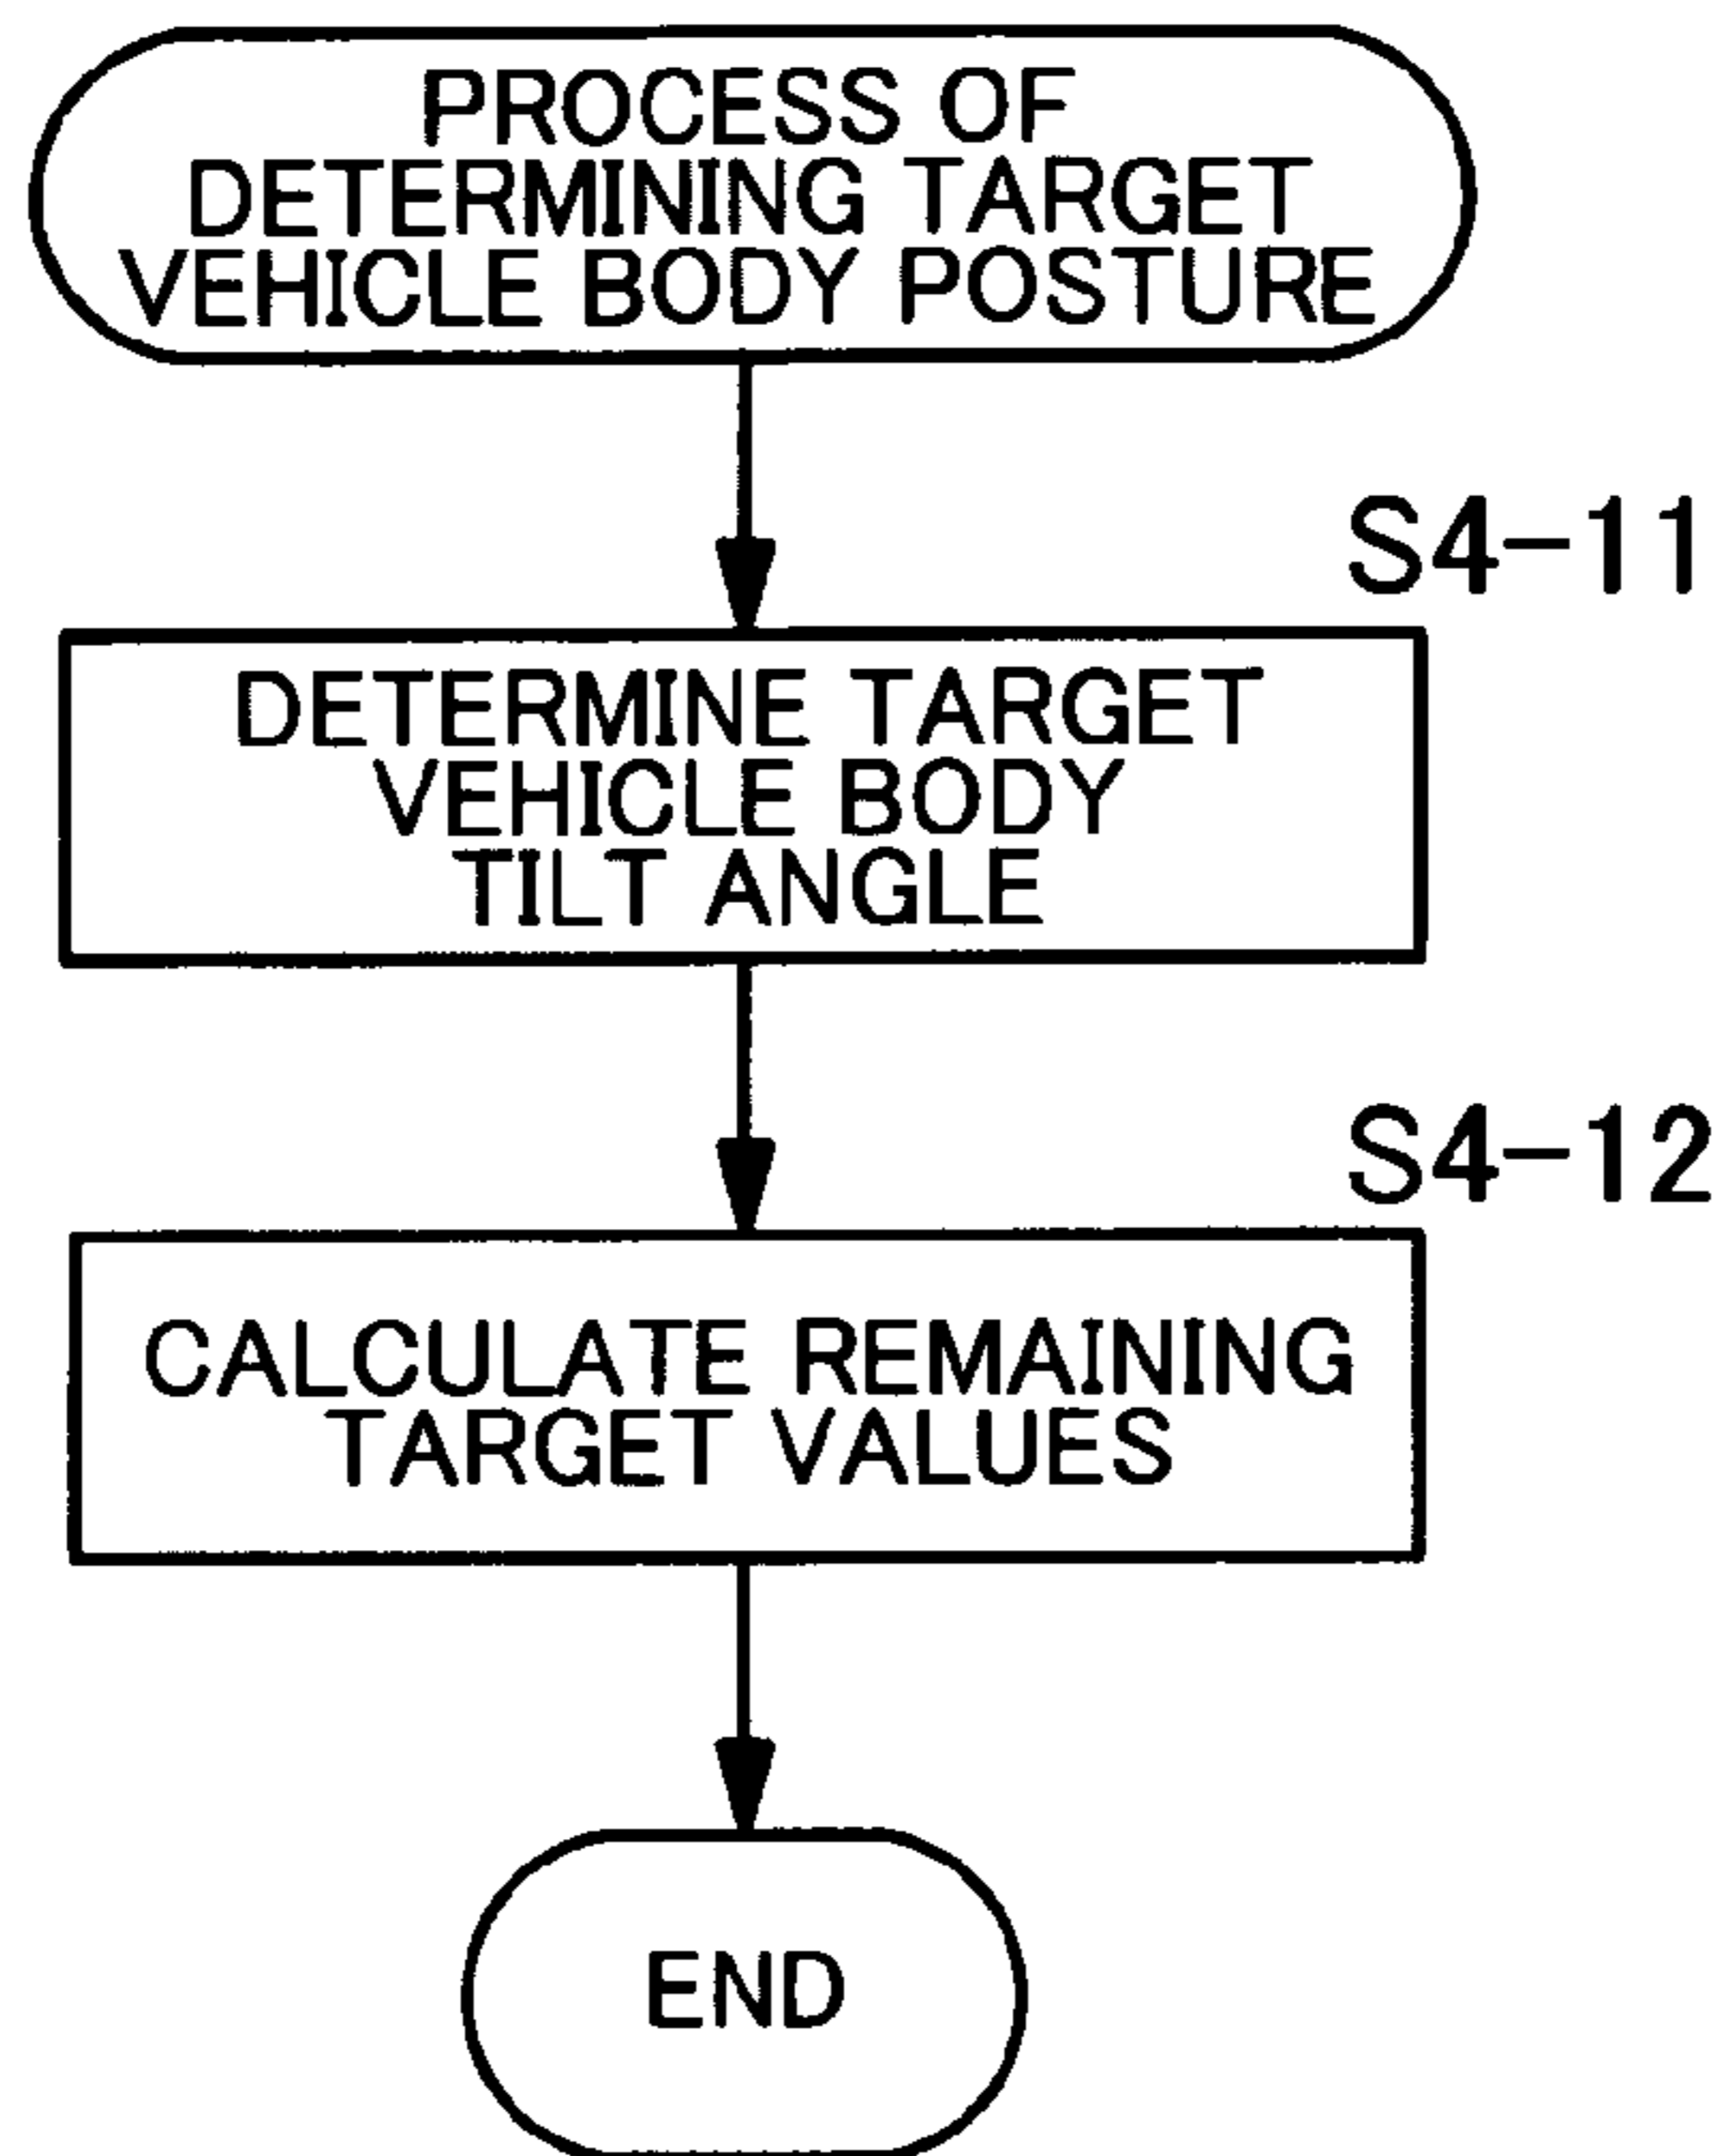 PROCESS OF
DETERMINING TARGET
VEHICLE BODY POSTURE
S4-11
DETERMINE TARGET
VEHICLE BODY
TILT ANGLE
S4-12
CALCULATE REMAINING
TARGET VALUES
END